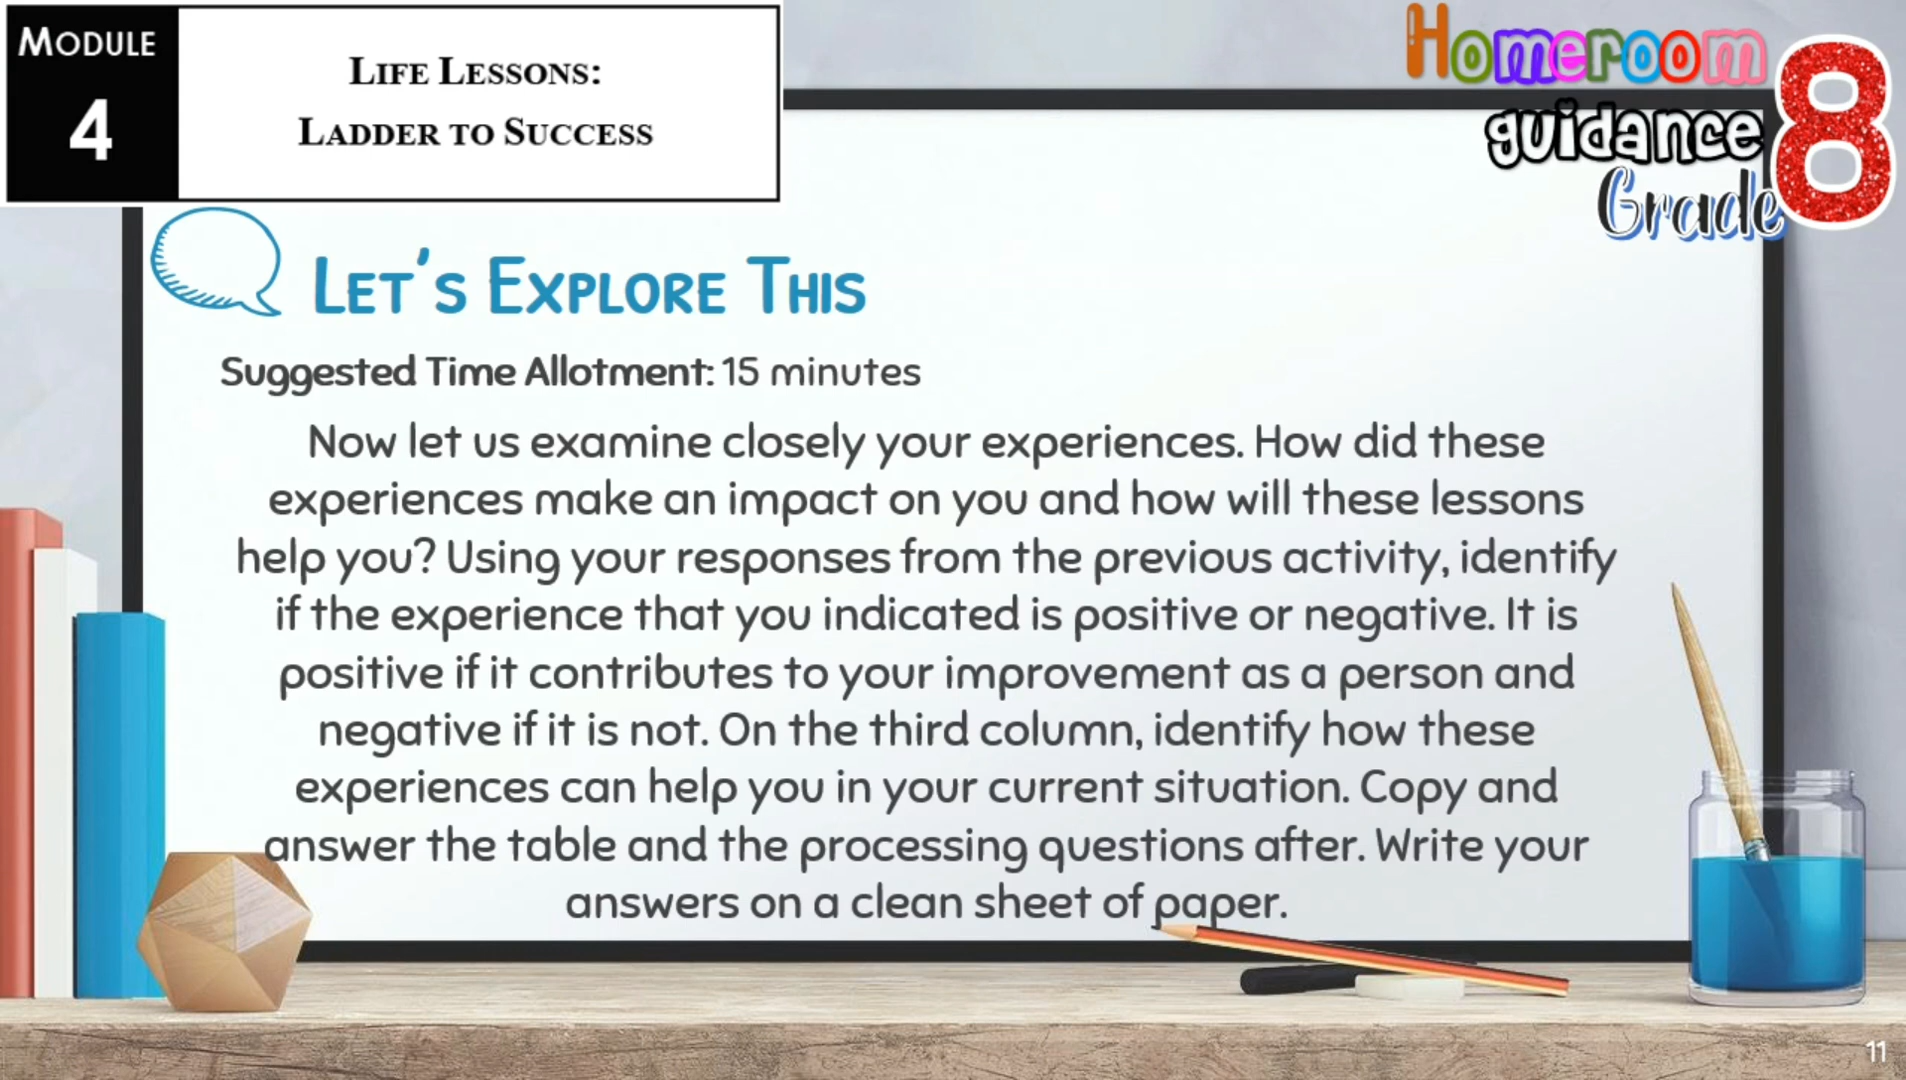 MODULE
4
LIFE LESSONS:
LADDER TO SUCCESS
Homeroom
guidance
Grade
8
LET'S EXPLORE THIS
Suggested Time Allotment: 15 minutes
Now let us examine closely your experiences. How did these
experiences make an impact on you and how will these lessons
help you? Using your responses from the previous activity, identify
if the experience that you indicated is positive or negative. It is
positive if it contributes to your improvement as a person and
negative if it is not. On the third column, identify how these
experiences can help you in your current situation. Copy and
answer the table and the processing questions after. Write your
answers on a clean sheet of paper.
11